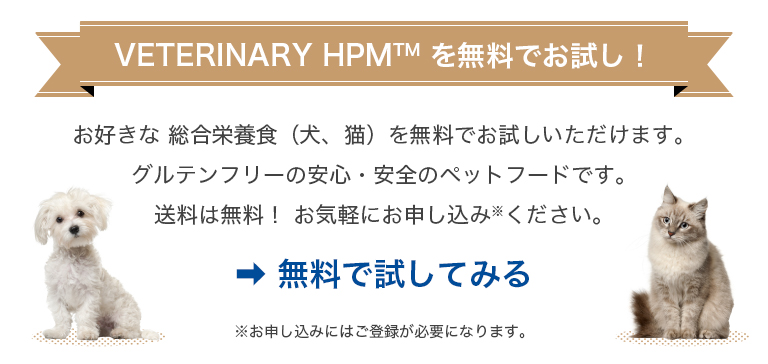 VETERINARY HPM™ を無料でお試し！
お好きな 総合栄養食（犬、猫）を無料でお試しいただけます。
グルテンフリーの安心・安全のペットフードです。
送料は無料！ お気軽にお申し込み※ください。
➡ 無料で試してみる
※お申し込みにはご登録が必要になります。